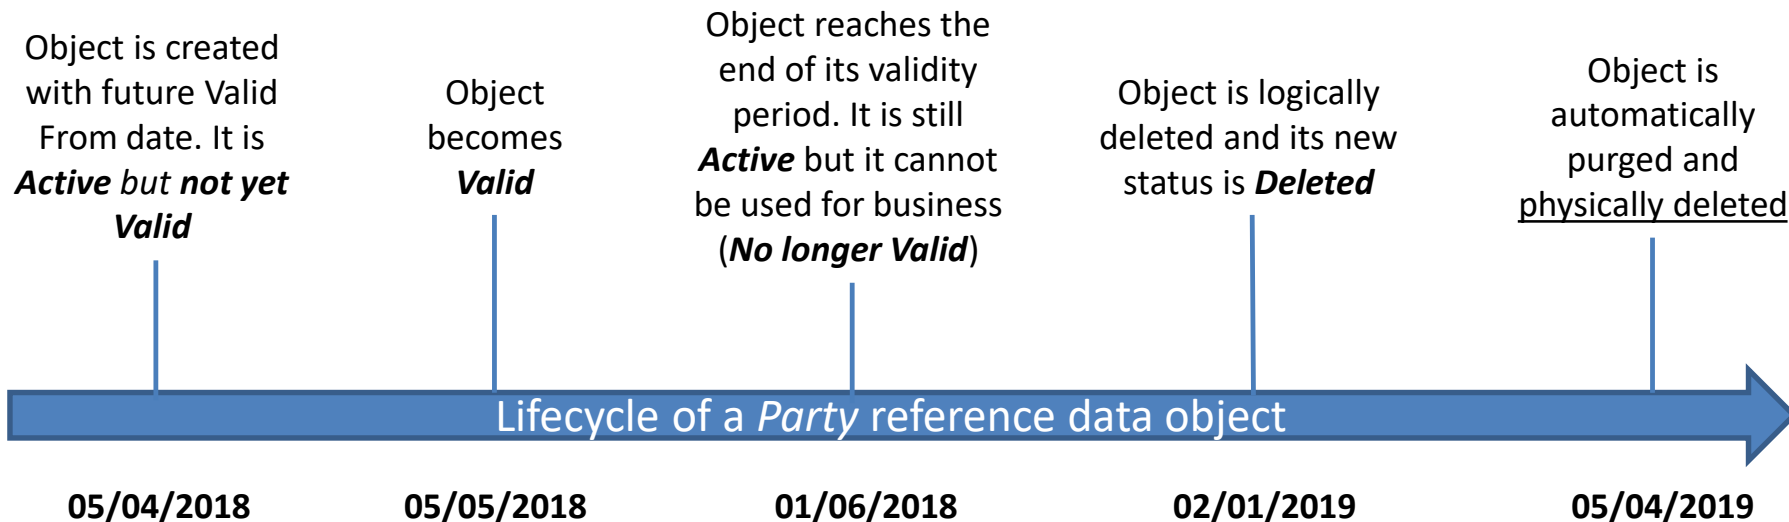 Object is created
with future Valid
From date. It is
Active but not yet
Valid
Object
becomes
Valid
Object reaches the
end of its validity
period. It is still
Active but it cannot
be used for business
(No longer Valid)
Object is logically
deleted and its new
status is Deleted
Object is
automatically
purged and
physically deleted
Lifecycle of a Party reference data object
05/04/2018
05/05/2018
01/06/2018
02/01/2019
05/04/2019